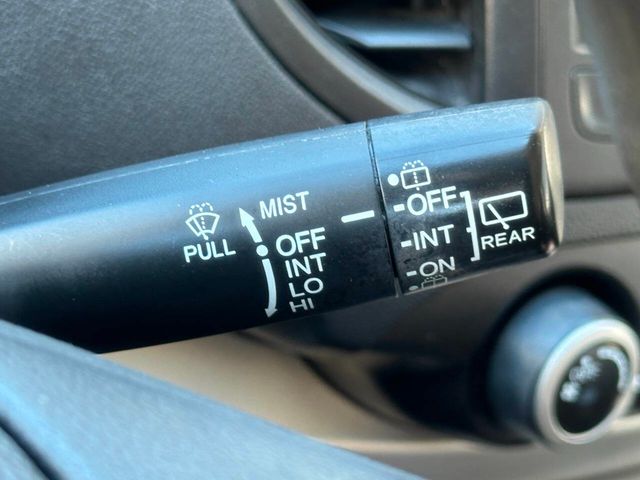 PULL
MIST
OFF
INT
LO
HI
OFF
INT
ON
REAR